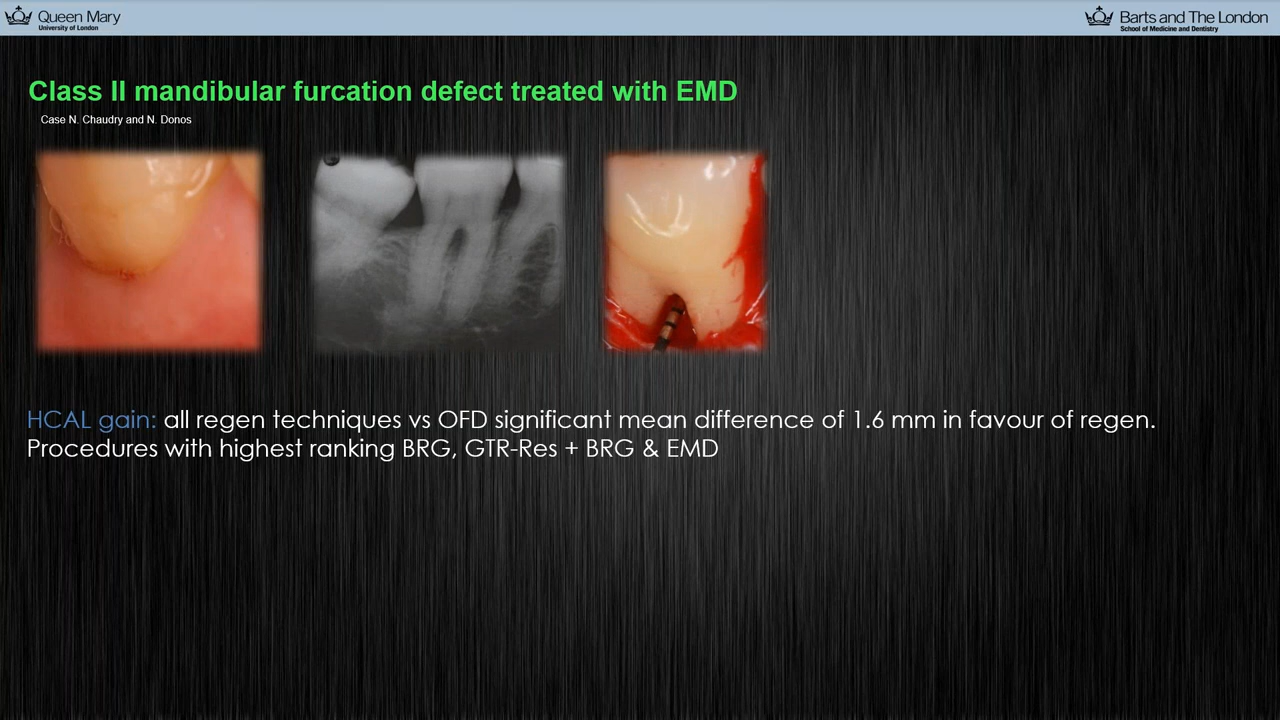 Queen Mary
University of London
Barts and The London
School of Medicine and Dentistry
Class II mandibular furcation defect treated with EMD
Case N. Chaudry and N. Donos
HCAL gain: all regen techniques vs OFD significant mean difference of 1.6 mm in favour of regen.
Procedures with highest ranking BRG, GTR-Res + BRG & EMD